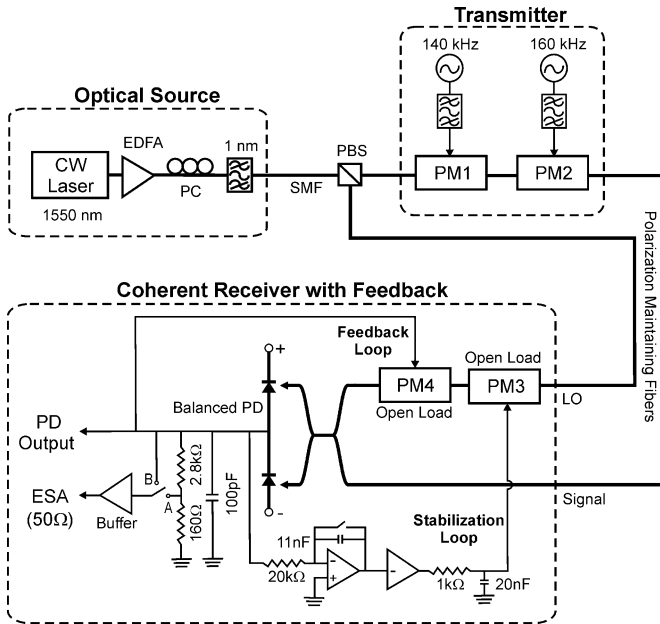 Transmitter
140 kHz
160 kHz
Optical Source
EDFA
1 nm
PBS
CW
Laser
PC
SMF
PM1
PM2
1550 nm
Polarization Maintaining Fibers
Coherent Receiver with Feedback
+
Feedback
Loop
Open Load
PM4
PM3
Balanced PD
Open Load
LO
PD
Output
2.8kΩ
B
ESA
(50Ω)
Buffer
A
160Ω
100pF
-
Signal
Stabilization
Loop
11nF
-
+
-
20kΩ
1kΩ
20nF